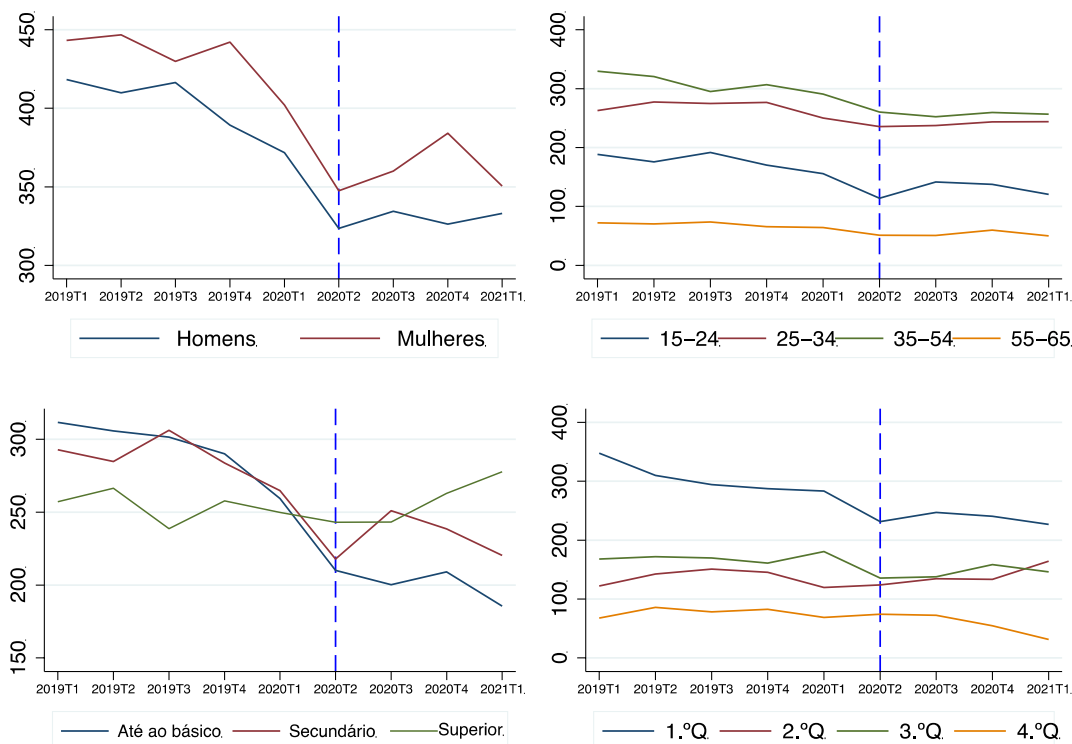 450.
400.
350.
300.
2019T1 2019T2 2019T3 2019T4 2020T1 2020T2 2020T3 2020T4 2021T1.
Homens. Mulheres.
400.
300.
200.
100.
0.
2019T1 2019T2 2019T3 2019T4 2020T1 2020T2 2020T3 2020T4 2021T1.
15–24. 25–34. 35–54. 55–65.
300.
250.
200.
150.
2019T1 2019T2 2019T3 2019T4 2020T1 2020T2 2020T3 2020T4 2021T1.
Até ao básico. Secundário. Superior.
400.
300.
200.
100.
0.
2019T1 2019T2 2019T3 2019T4 2020T1 2020T2 2020T3 2020T4 2021T1.
1.ºQ. 2.ºQ. 3.ºQ. 4.ºQ.